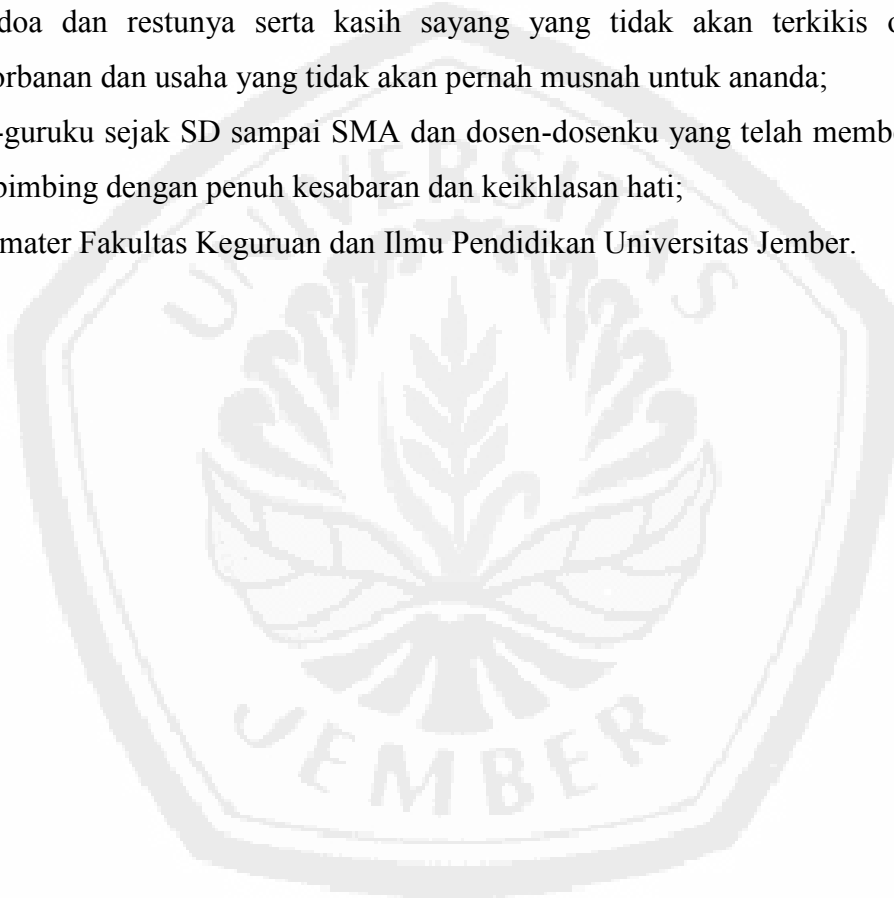 doa dan restunya serta kasih sayang yang tidak akan terkikis
orbanan dan usaha yang tidak akan pernah musnah untuk ananda;
-guruku sejak SD sampai SMA dan dosen-dosenku yang telah membe
bimbing dengan penuh kesabaran dan keikhlasan hati;
mater Fakultas Keguruan dan Ilmu Pendidikan Universitas Jember.
UNIVERSITAS
JEMBER